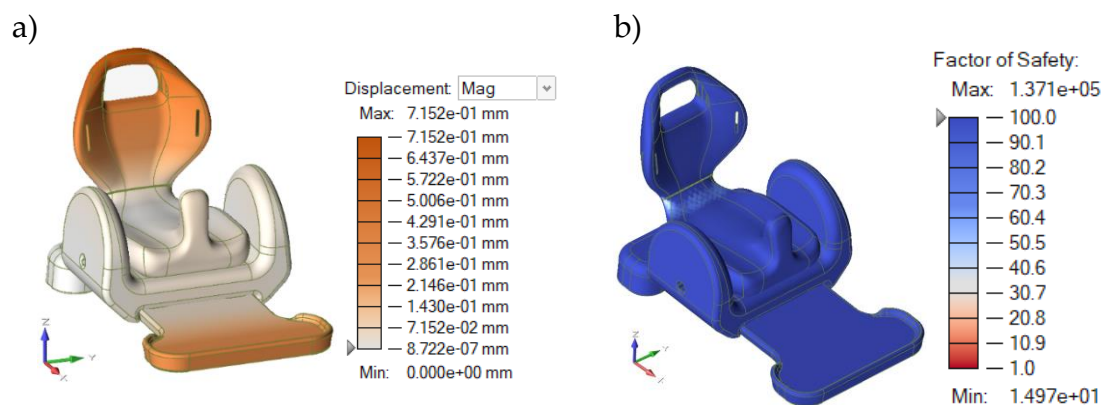 a)
Displacement: Mag
Max: 7.152e-01 mm
7.152e-01 mm
6.437e-01 mm
5.722e-01 mm
5.006e-01 mm
4.291e-01 mm
3.576e-01 mm
2.861e-01 mm
2.146e-01 mm
1.430e-01 mm
7.152e-02 mm
8.722e-07 mm
Min: 0.000e+00 mm
Z
Y
X
b)
Factor of Safety:
Max: 1.371e+05
100.0
90.1
80.2
70.3
60.4
50.5
40.6
30.7
20.8
10.9
1.0
Min: 1.497e+01
Z
Y
X